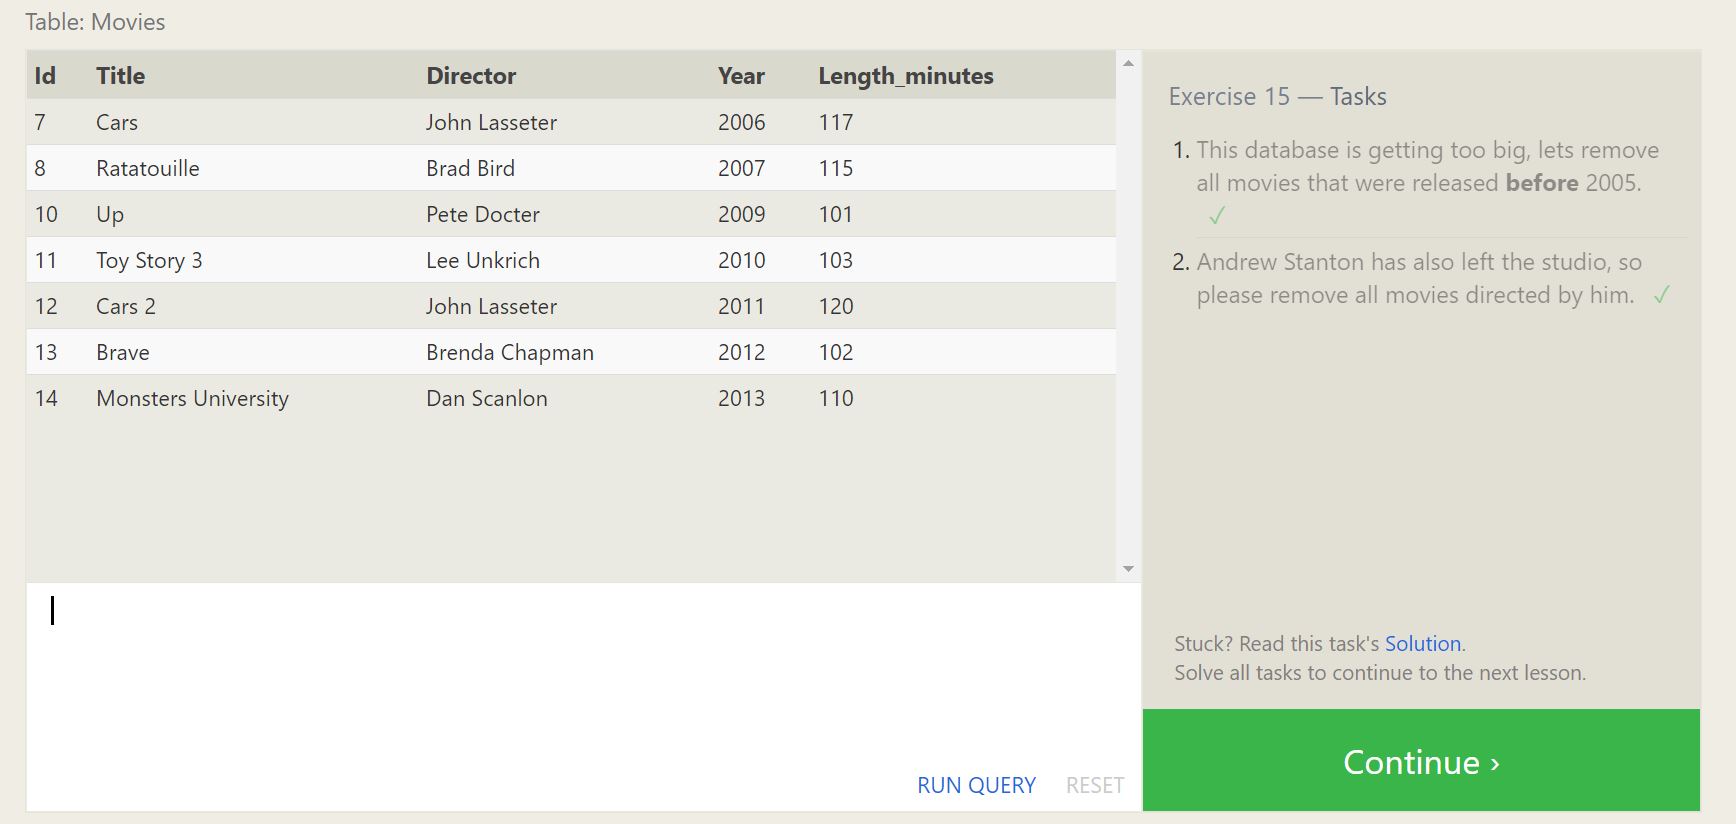 Table: Movies
Id Title Director Year Length_minutes
7 Cars John Lasseter 2006 117
8 Ratatouille Brad Bird 2007 115
10 Up Pete Docter 2009 101
11 Toy Story 3 Lee Unkrich 2010 103
12 Cars 2 John Lasseter 2011 120
13 Brave Brenda Chapman 2012 102
14 Monsters University Dan Scanlon 2013 110
RUN QUERY RESET
Exercise 15 — Tasks
1. This database is getting too big, lets remove
all movies that were released before 2005.
✓
2. Andrew Stanton has also left the studio, so
please remove all movies directed by him. ✓
Stuck? Read this task's Solution.
Solve all tasks to continue to the next lesson.
Continue ›